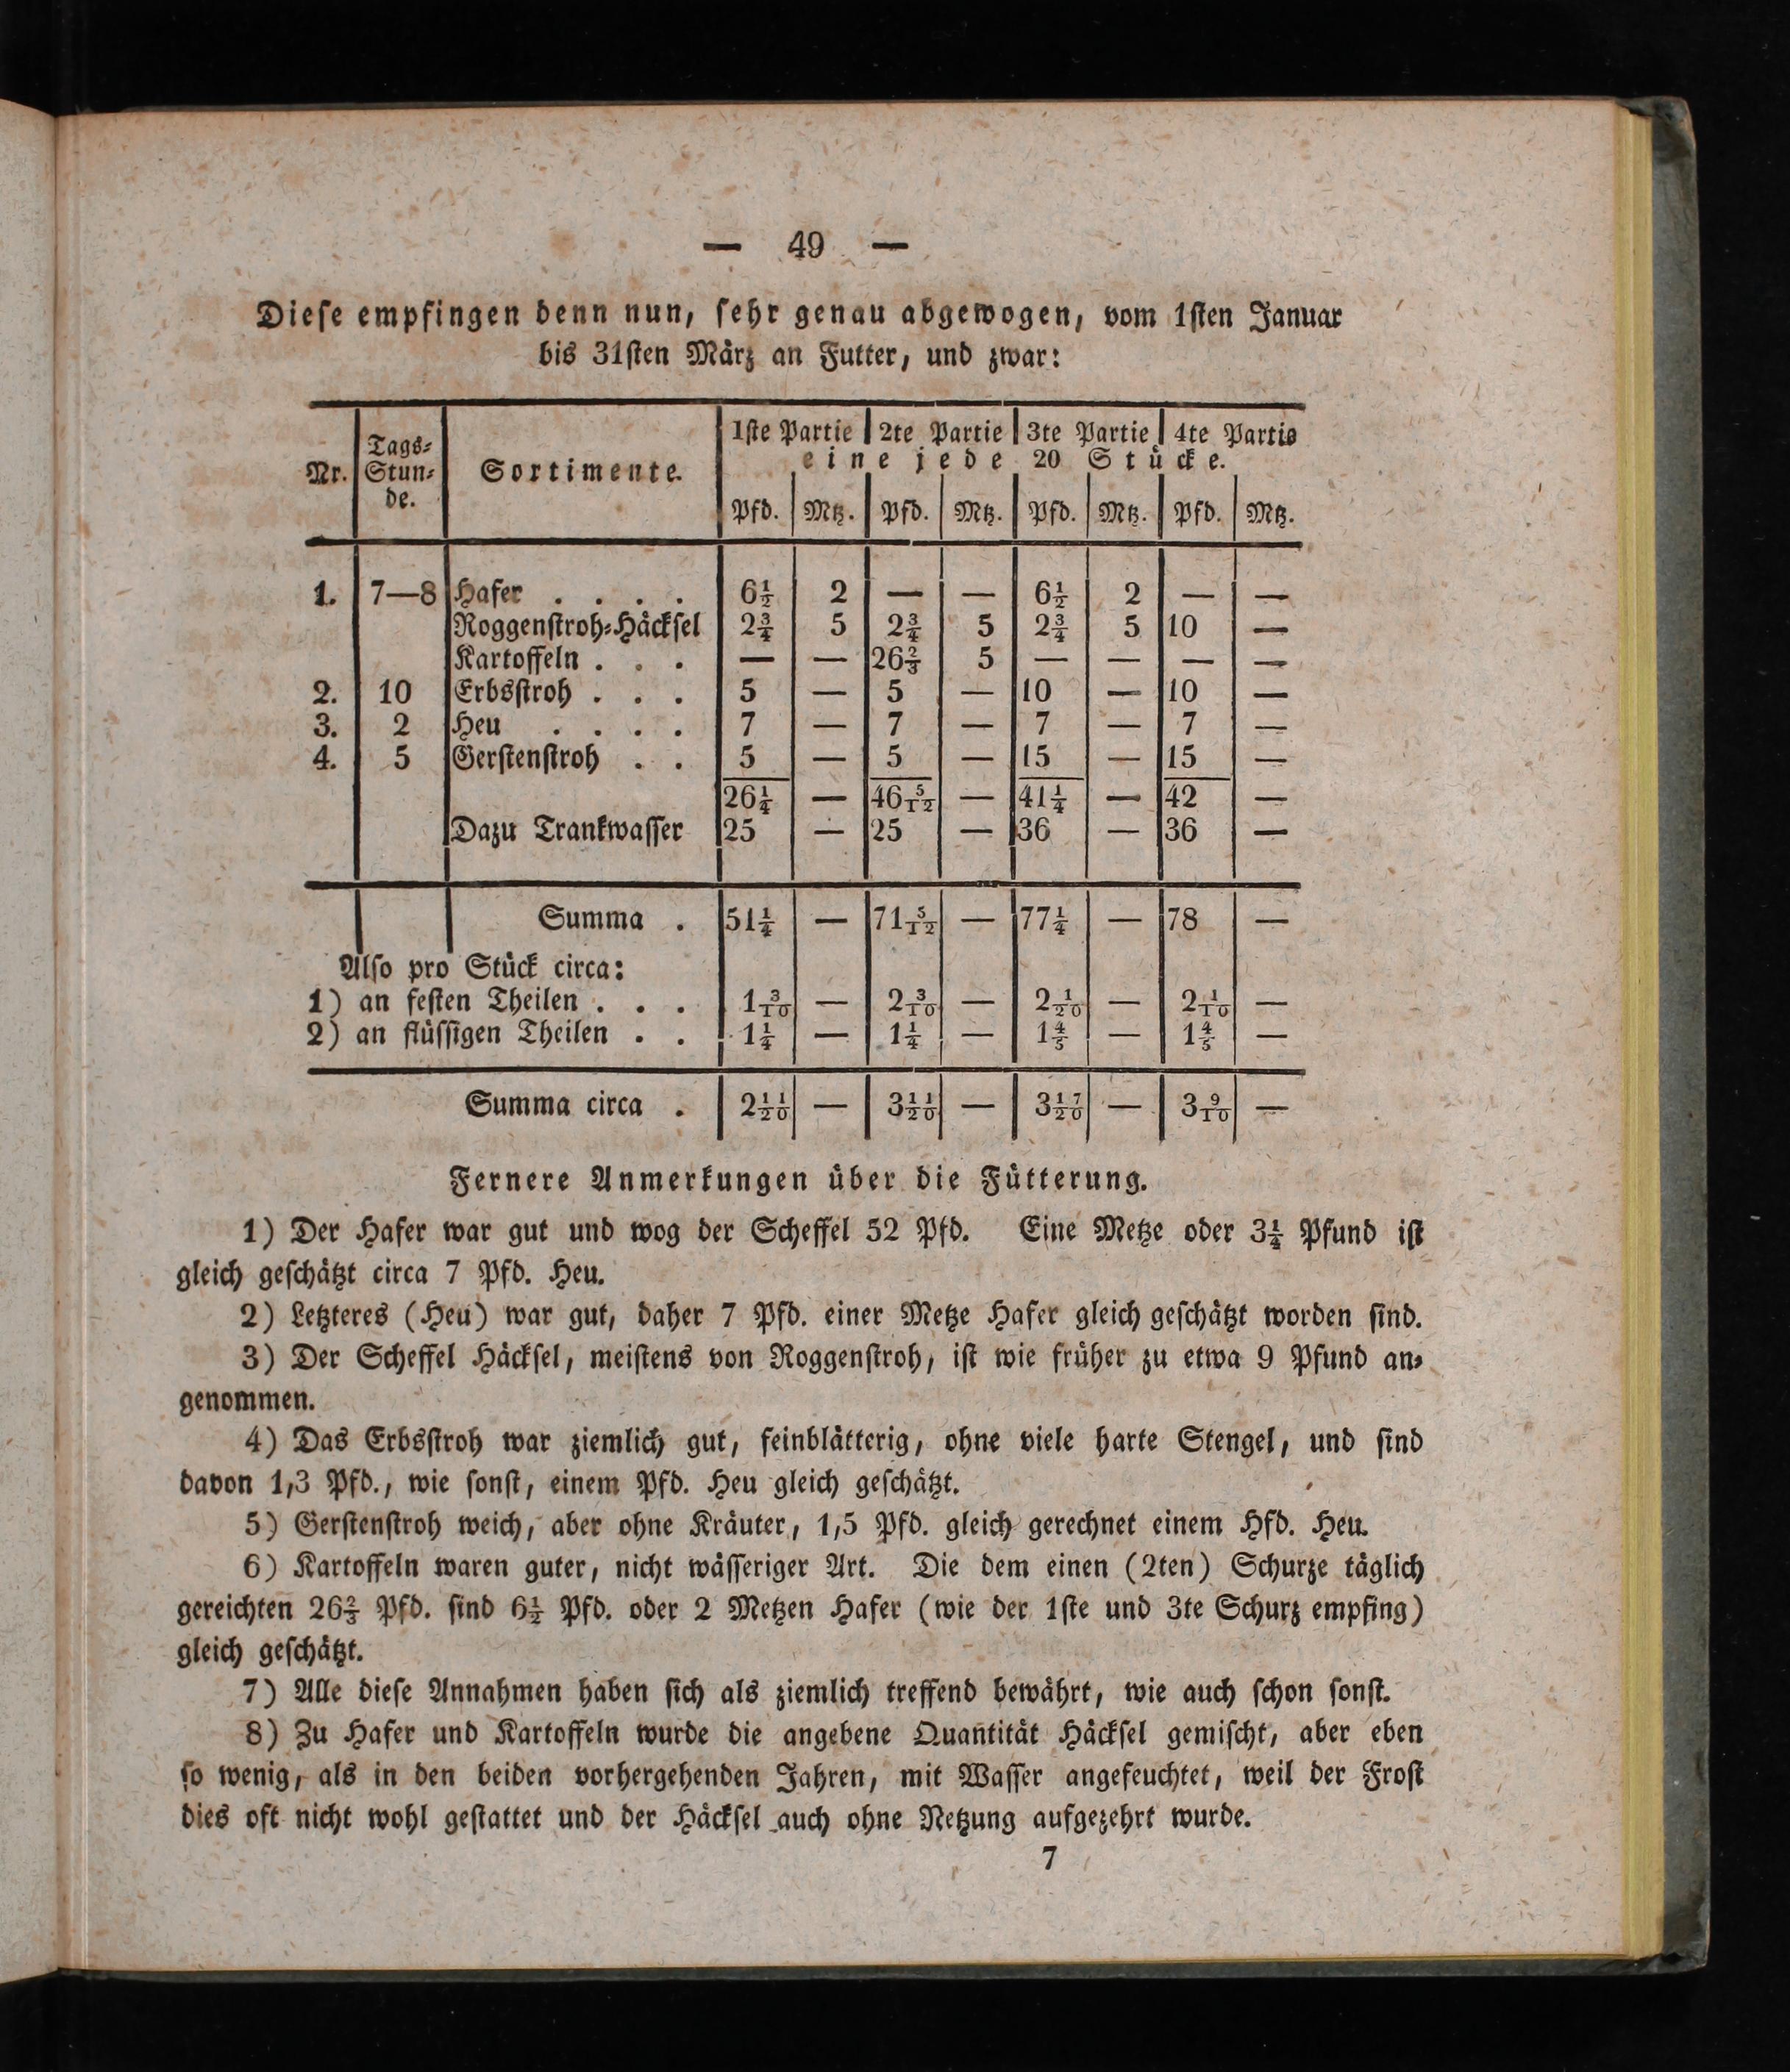 — 49 —
Dieſe empfingen denn nun, ſehr genau abgewogen, vom 1ſten Januar
bis 31ſten März an Futter, und zwar:
Nr. | Tags-Stun-de. | Sortimente. | 1ſte Partie | 2te Partie | 3te Partie | 4te Partie
eine jede 20 Stücke.
Pfd. | Mtz. | Pfd. | Mtz. | Pfd. | Mtz. | Pfd. | Mtz.
1. | 7—8 | Hafer . . . . | 6½ | 2 | — | — | 6½ | 2 | — | —
Roggenſtroh-Häckſel | 2¾ | 5 | 2¾ | 5 | 2¾ | 5 | 10 | —
Kartoffeln . . . | — | — | 26⅔ | 5 | — | — | — | —
2. | 10 | Erbsſtroh . . . | 5 | — | 5 | — | 10 | — | 10 | —
3. | 2 | Heu . . . . | 7 | — | 7 | — | 7 | — | 7 | —
4. | 5 | Gerſtenſtroh . . | 5 | — | 5 | — | 15 | — | 15 | —
26¼ | — | 46 5/12 | — | 41¼ | — | 42 | —
Dazu Trankwaſſer | 25 | — | 25 | — | 36 | — | 36 | —
Summa . | 51¼ | — | 71 5/12 | — | 77¼ | — | 78 | —
Alſo pro Stück circa:
1) an feſten Theilen . . . | 1 3/10 | — | 2 3/10 | — | 2 1/20 | — | 2 1/10 | —
2) an flüſſigen Theilen . . | 1¼ | — | 1¼ | — | 1⅘ | — | 1⅘ | —
Summa circa . | 2 11/20 | — | 3 11/20 | — | 3 17/20 | — | 3 9/10 | —
Fernere Anmerkungen über die Fütterung.
1) Der Hafer war gut und wog der Scheffel 52 Pfd. Eine Metze oder 3¼ Pfund iſt
gleich geſchätzt circa 7 Pfd. Heu.
2) Letzteres (Heu) war gut, daher 7 Pfd. einer Metze Hafer gleich geſchätzt worden ſind.
3) Der Scheffel Häckſel, meiſtens von Roggenſtroh, iſt wie früher zu etwa 9 Pfund an-
genommen.
4) Das Erbsſtroh war ziemlich gut, feinblätterig, ohne viele harte Stengel, und ſind
davon 1,3 Pfd., wie ſonſt, einem Pfd. Heu gleich geſchätzt.
5) Gerſtenſtroh weich, aber ohne Kräuter, 1,5 Pfd. gleich gerechnet einem Hfd. Heu.
6) Kartoffeln waren guter, nicht wäſſeriger Art. Die dem einen (2ten) Schurze täglich
gereichten 26⅔ Pfd. ſind 6½ Pfd. oder 2 Metzen Hafer (wie der 1ſte und 3te Schurz empfing)
gleich geſchätzt.
7) Alle dieſe Annahmen haben ſich als ziemlich treffend bewährt, wie auch ſchon ſonſt.
8) Zu Hafer und Kartoffeln wurde die angebene Quantität Häckſel gemiſcht, aber eben
ſo wenig, als in den beiden vorhergehenden Jahren, mit Waſſer angefeuchtet, weil der Froſt
dies oft nicht wohl geſtattet und der Häckſel auch ohne Netzung aufgezehrt wurde.
7